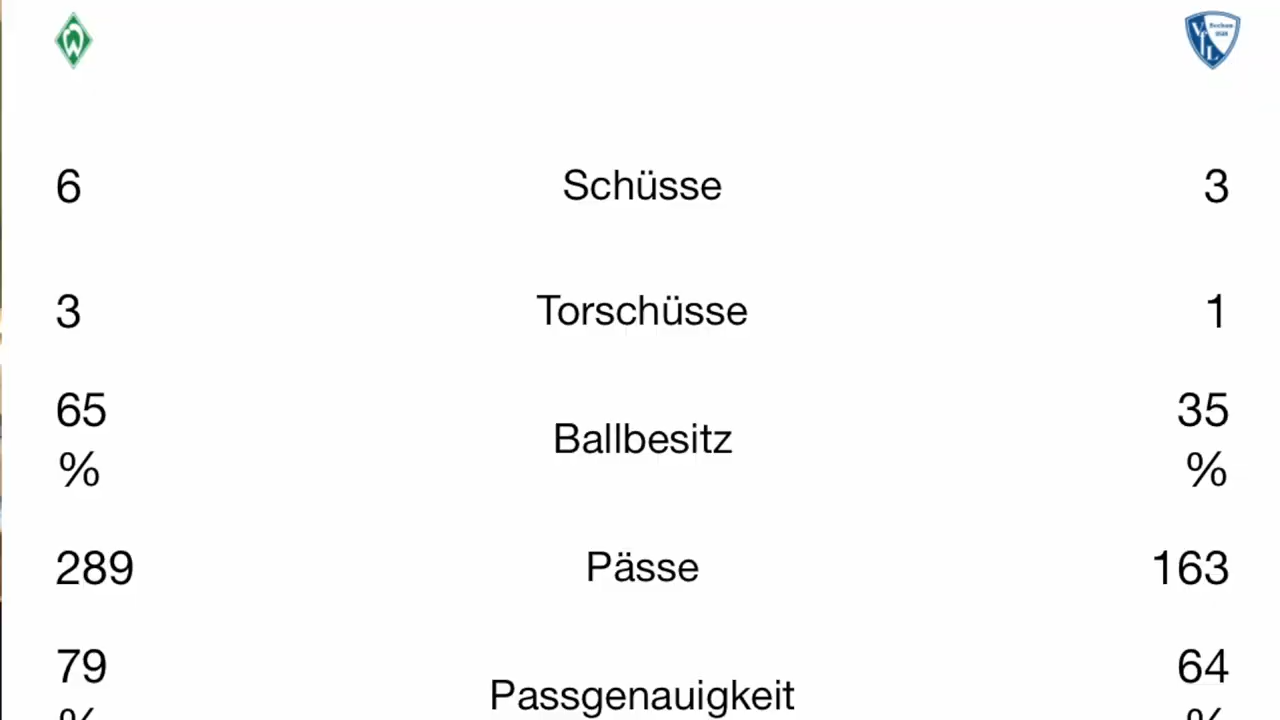 6 Schüsse 3
3 Torschüsse 1
65 % Ballbesitz 35 %
289 Pässe 163
79 % Passgenauigkeit 64 %